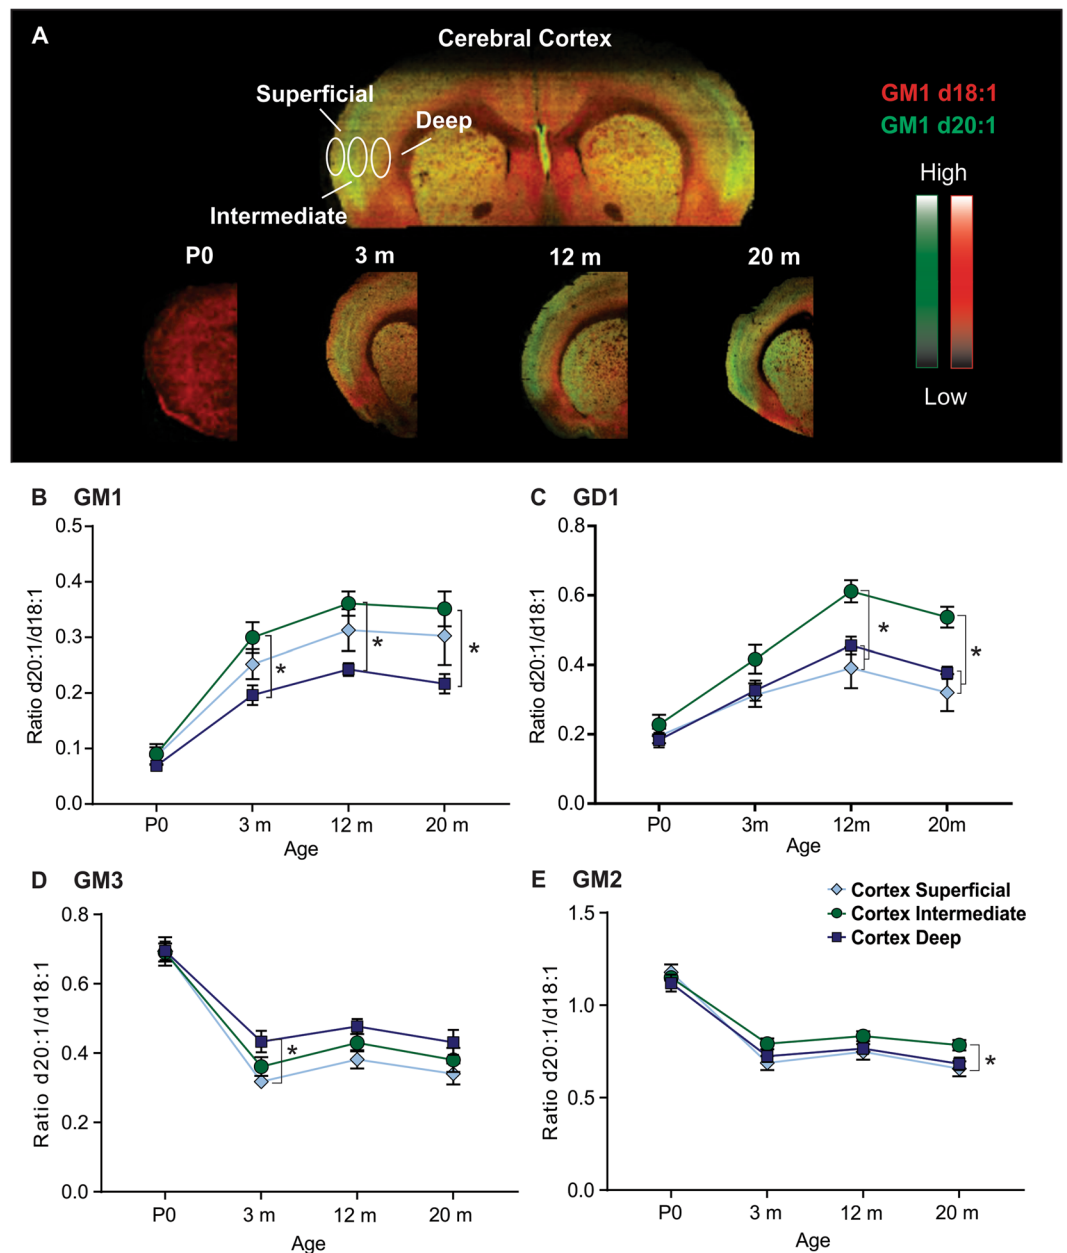 A
Cerebral Cortex
Superficial
Deep
Intermediate
GM1 d18:1
GM1 d20:1
High
Low
P0
3 m
12 m
20 m
B GM1
Ratio d20:1/d18:1
0.5
0.4
0.3
0.2
0.1
0.0
*
*
*
P0
3 m
12 m
20 m
Age
C GD1
Ratio d20:1/d18:1
0.8
0.6
0.4
0.2
0.0
*
*
P0
3m
12m
20m
Age
D GM3
Ratio d20:1/d18:1
0.8
0.6
0.4
0.2
0.0
*
P0
3 m
12 m
20 m
Age
E GM2
Cortex Superficial
Cortex Intermediate
Cortex Deep
Ratio d20:1/d18:1
1.5
1.0
0.5
0.0
*
P0
3 m
12 m
20 m
Age